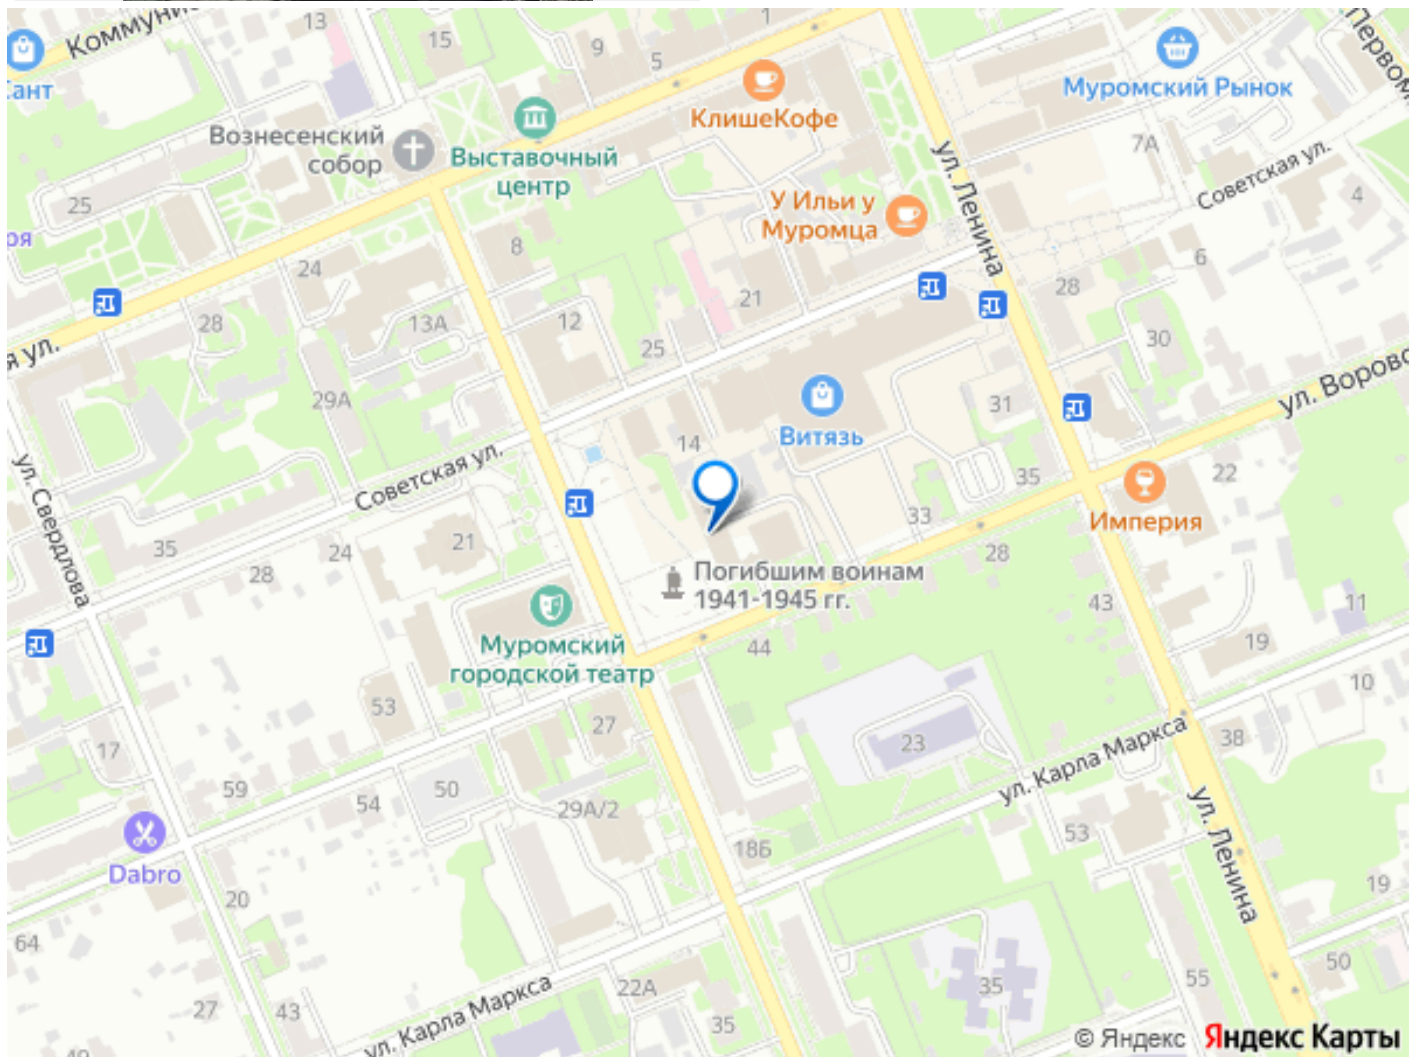 Коммуни
13
15
9
5
1
Первом
сант
Муромский Рынок
КлишеКофе
Вознесенский
собор
Выставочный
центр
7А
ул. Ленина
Советская ул.
4
25
ря
У Ильи у
Муромца
8
6
24
28
21
28
13А
12
25
30
я ул.
29А
31
ул. Воровс
Витязь
14
35
22
Советская ул.
ул. Свердлова
33
Империя
35
24
21
28
28
Погибшим воинам
1941-1945 гг.
43
11
Муромский
городской театр
44
19
53
10
27
23
38
17
ул. Карла Маркса
59
54
50
29А/2
53
ул. Ленина
18Б
Dabro
20
19
64
50
27
43
22А
35
55
ул. Карла Маркса
35
49
© Яндекс Яндекс Карты